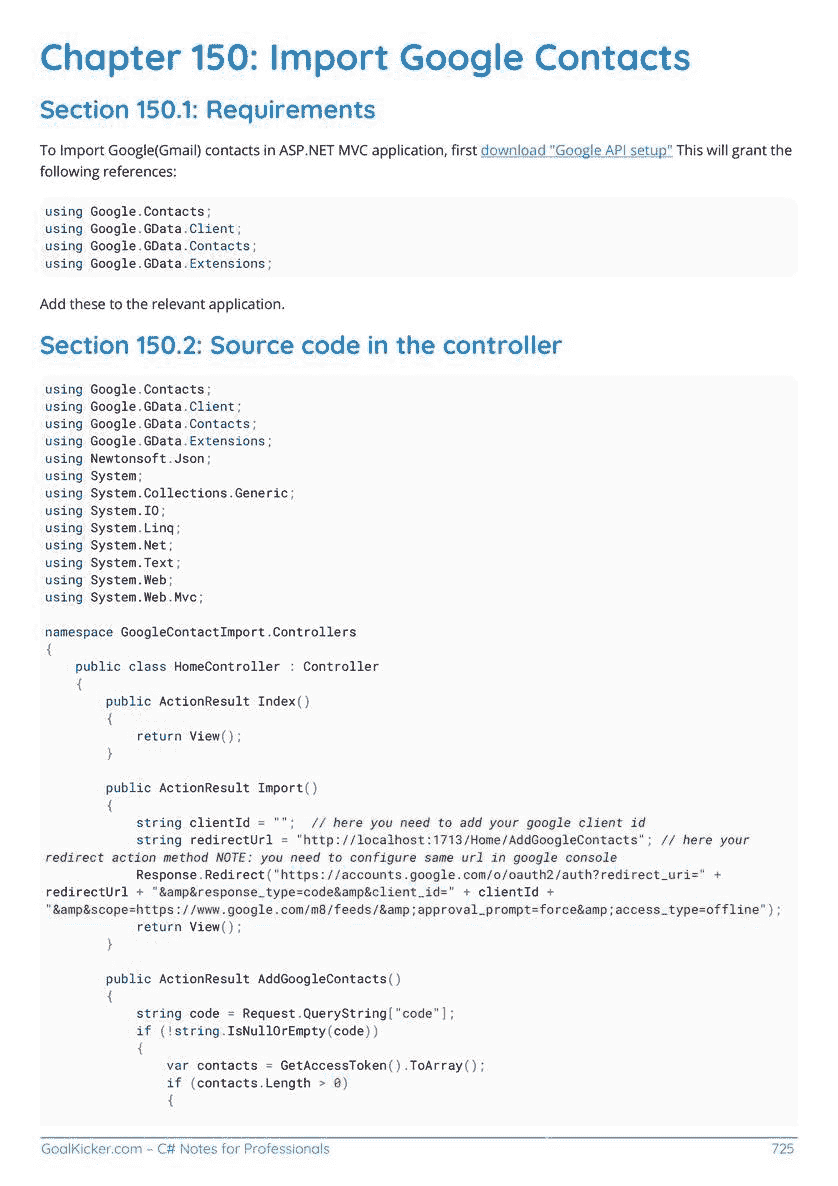 Chapter 150: Import Google Contacts
Section 150.1: Requirements
To Import Google(Gmail) contacts in ASP.NET MVC application, first download "Google API setup" This will grant the
following references:
using Google.Contacts;
using Google.GData.Client;
using Google.GData.Contacts;
using Google.GData.Extensions;
Add these to the relevant application.
Section 150.2: Source code in the controller
using Google.Contacts;
using Google.GData.Client;
using Google.GData.Contacts;
using Google.GData.Extensions;
using Newtonsoft.Json;
using System;
using System.Collections.Generic;
using System.IO;
using System.Linq;
using System.Net;
using System.Text;
using System.Web;
using System.Web.Mvc;
namespace GoogleContactImport.Controllers
{
    public class HomeController : Controller
    {
        public ActionResult Index()
        {
            return View();
        }
        public ActionResult Import()
        {
            string clientId = "";  // here you need to add your google client id
            string redirectUrl = "http://localhost:1713/Home/AddGoogleContacts"; // here your
redirect action method NOTE: you need to configure same url in google console
            Response.Redirect("https://accounts.google.com/o/oauth2/auth?redirect_uri=" +
redirectUrl + "&amp&response_type=code&amp&client_id=" + clientId +
"&amp&scope=https://www.google.com/m8/feeds/&amp;approval_prompt=force&amp;access_type=offline");
            return View();
        }
        public ActionResult AddGoogleContacts()
        {
            string code = Request.QueryString["code"];
            if (!string.IsNullOrEmpty(code))
            {
                var contacts = GetAccessToken().ToArray();
                if (contacts.Length > 0)
                {
GoalKicker.com – C# Notes for Professionals
725